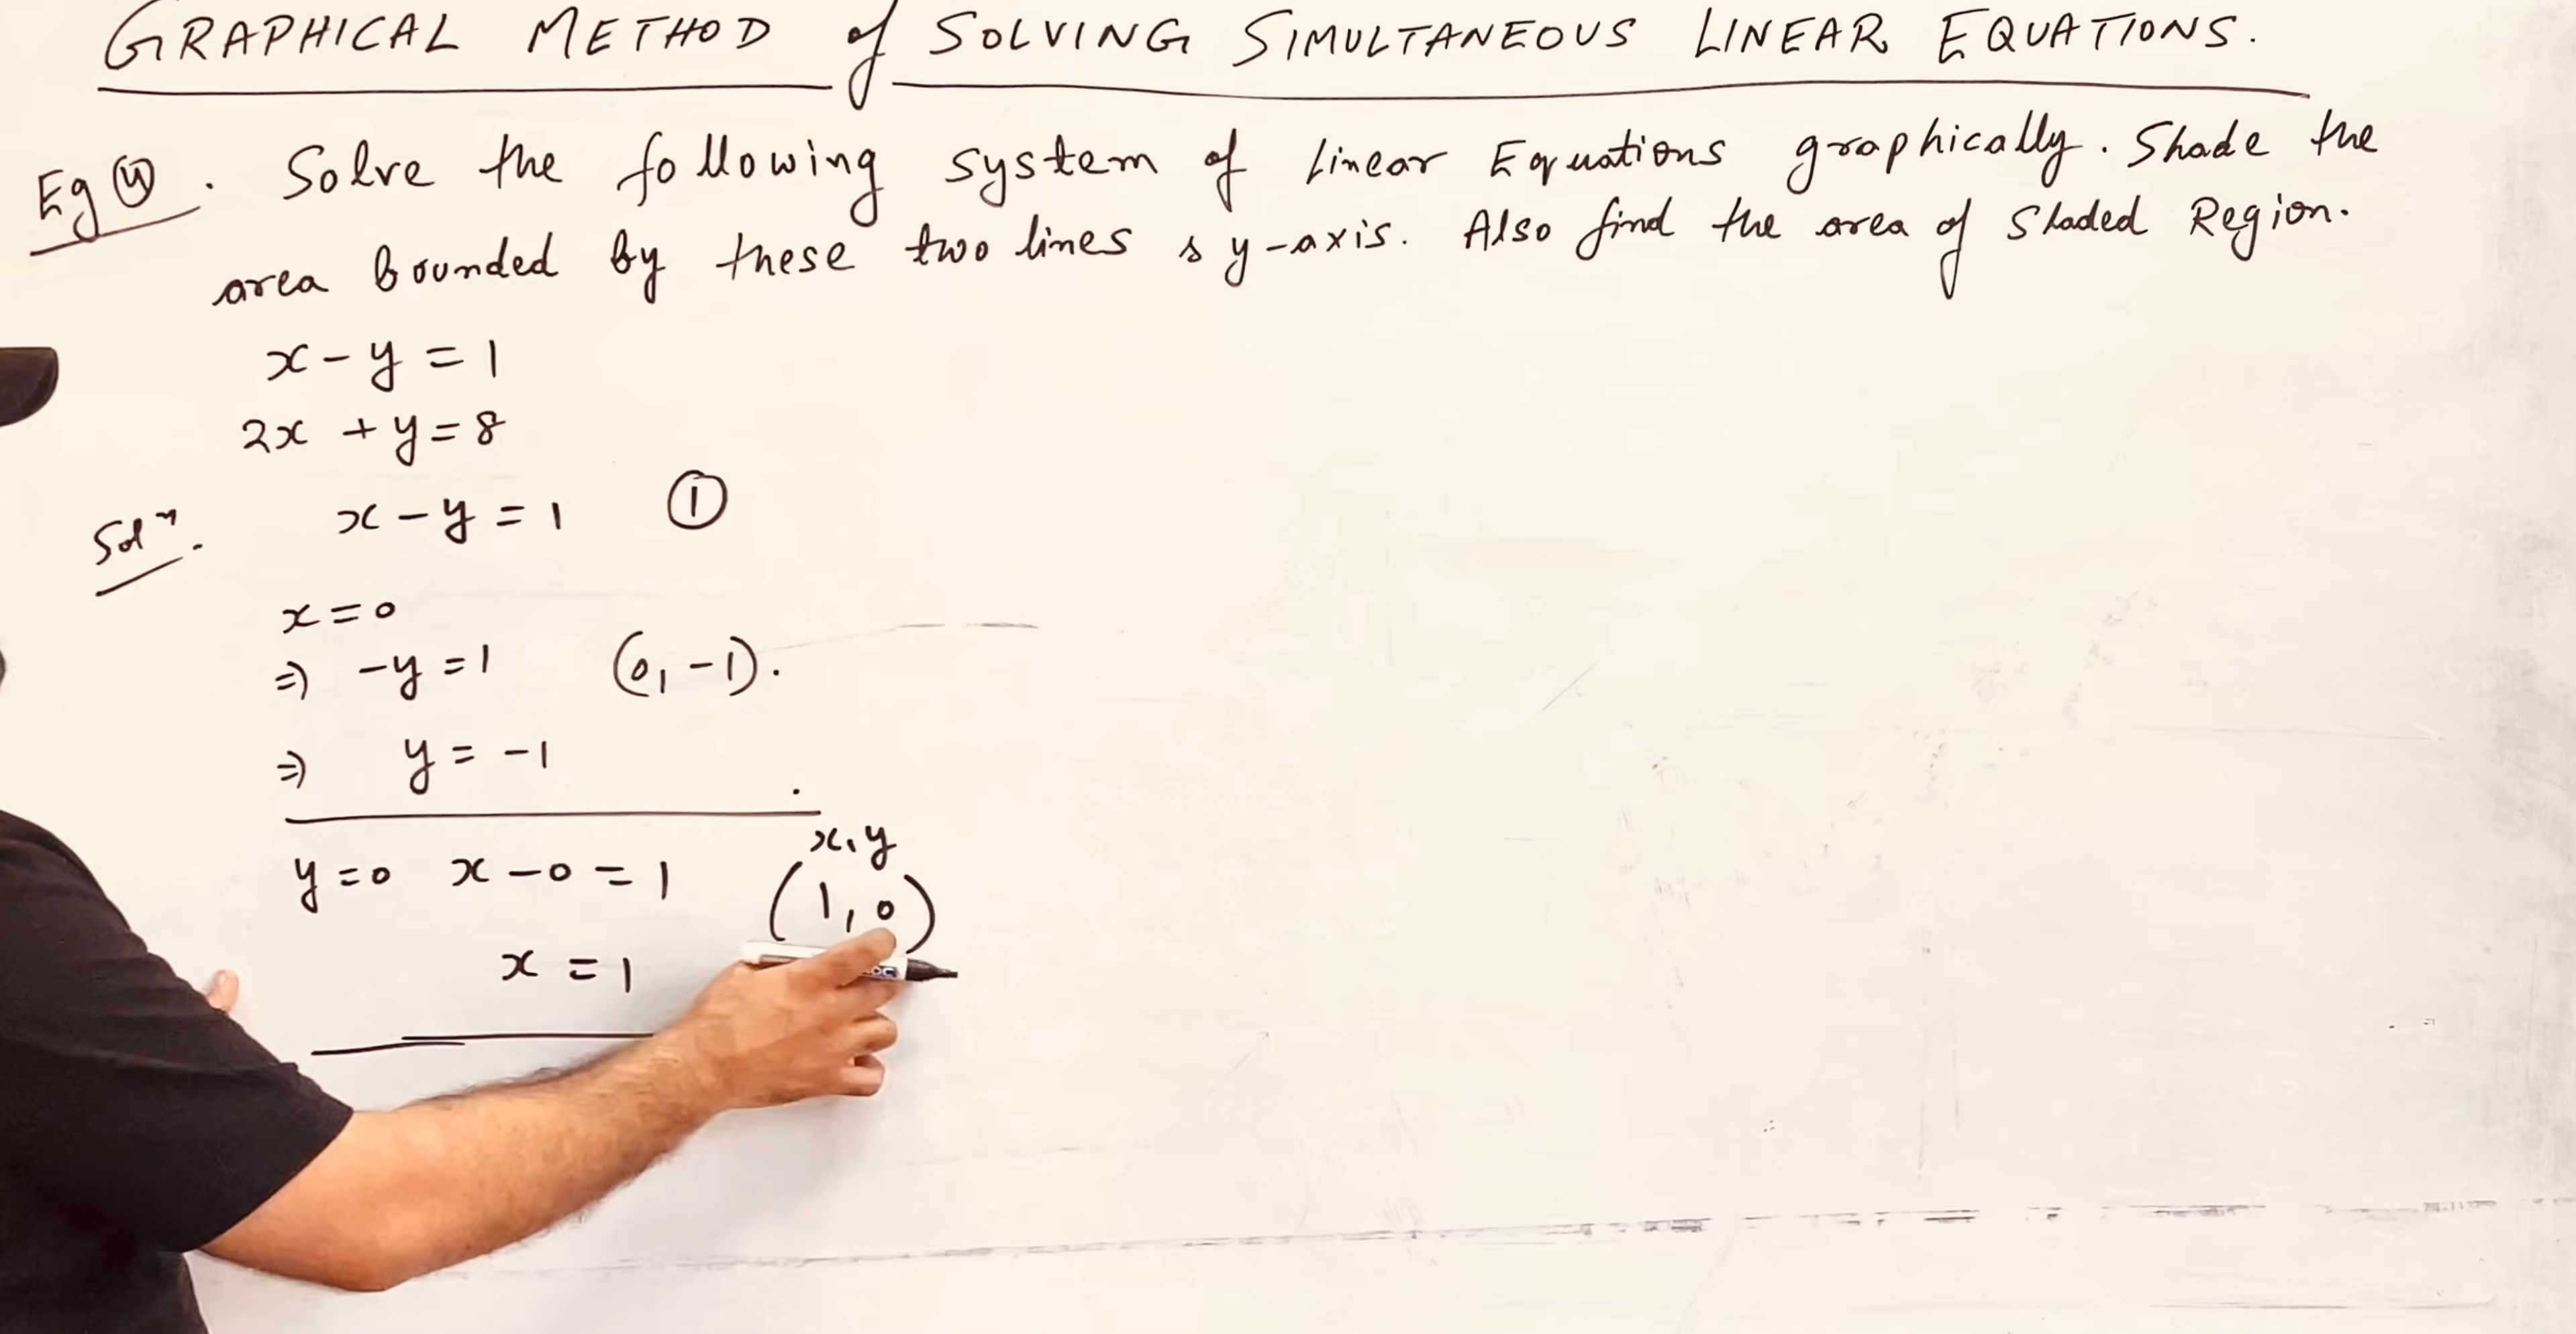 GRAPHICAL METHOD of SOLVING SIMULTANEOUS LINEAR EQUATIONS.
Eg ④. Solve the following system of linear Equations graphically. Shade the
area bounded by these two lines & y-axis. Also find the area of Shaded Region.
x - y = 1
2x + y = 8
Solⁿ. x - y = 1 ①
x = 0
⇒ -y = 1 (0, -1).
⇒ y = -1
x, y
y = 0 x - 0 = 1 (1, 0)
x = 1